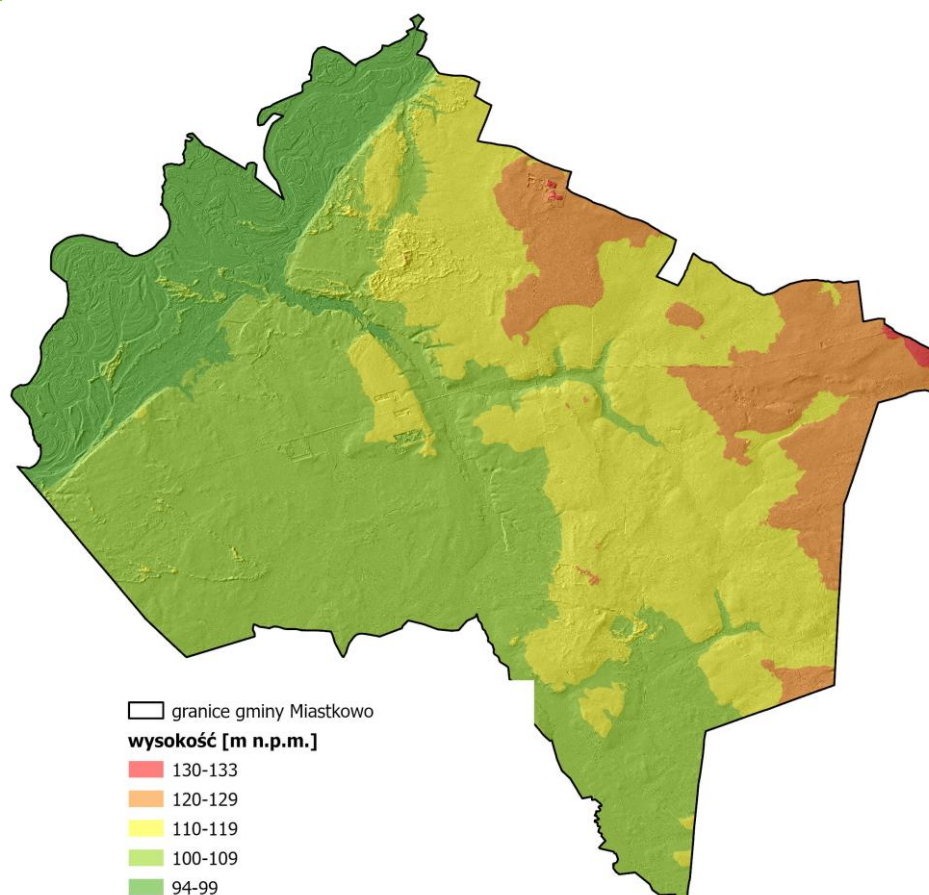 granice gminy Miastkowo
wysokość [m n.p.m.]
130-133
120-129
110-119
100-109
94-99